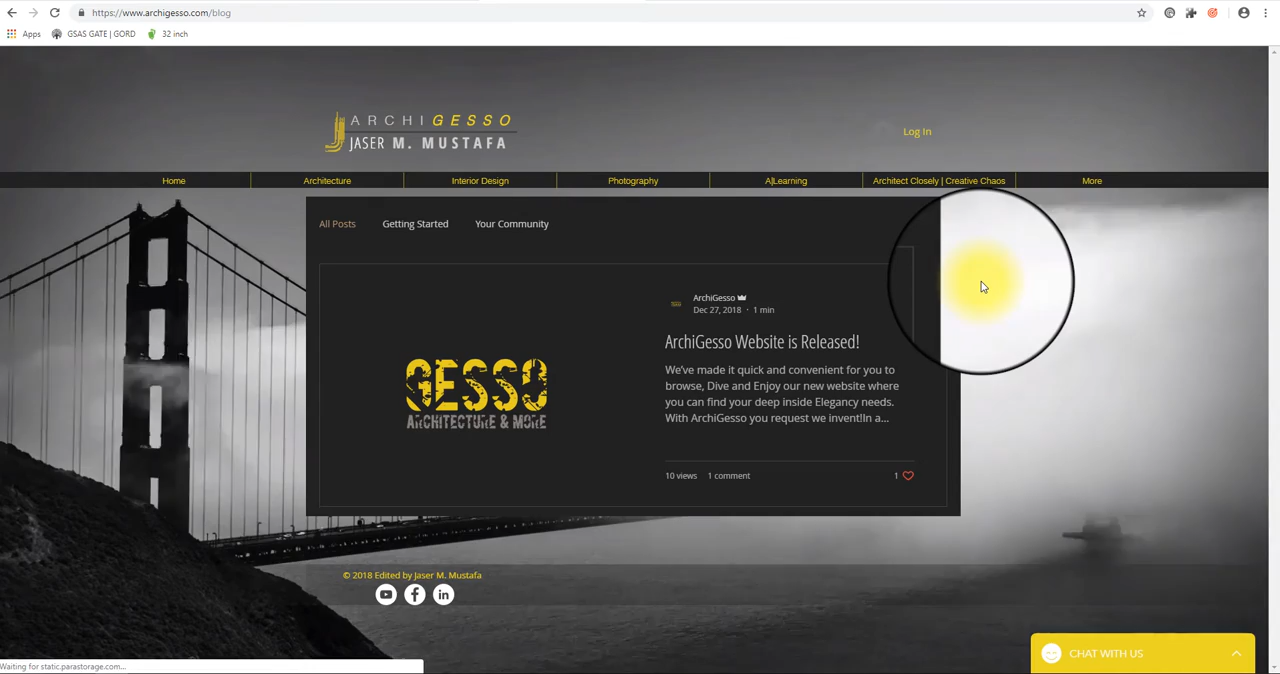 https://www.archigesso.com/blog
Apps
GSAS GATE | GORD
32 inch
ARCHIGESSO
JASER M. MUSTAFA
Log In
Home
Architecture
Interior Design
Photography
A|Learning
Architect Closely | Creative Chaos
More
All Posts
Getting Started
Your Community
ArchiGesso
Dec 27, 2018 · 1 min
ArchiGesso Website is Released!
We've made it quick and convenient for you to
browse, Dive and Enjoy our new website where
you can find your deep inside Elegancy needs.
With ArchiGesso you request we invent!In a...
GESSO
ARCHITECTURE & MORE
10 views
1 comment
1
© 2018 Edited by Jaser M. Mustafa
CHAT WITH US
Waiting for static.parastorage.com...